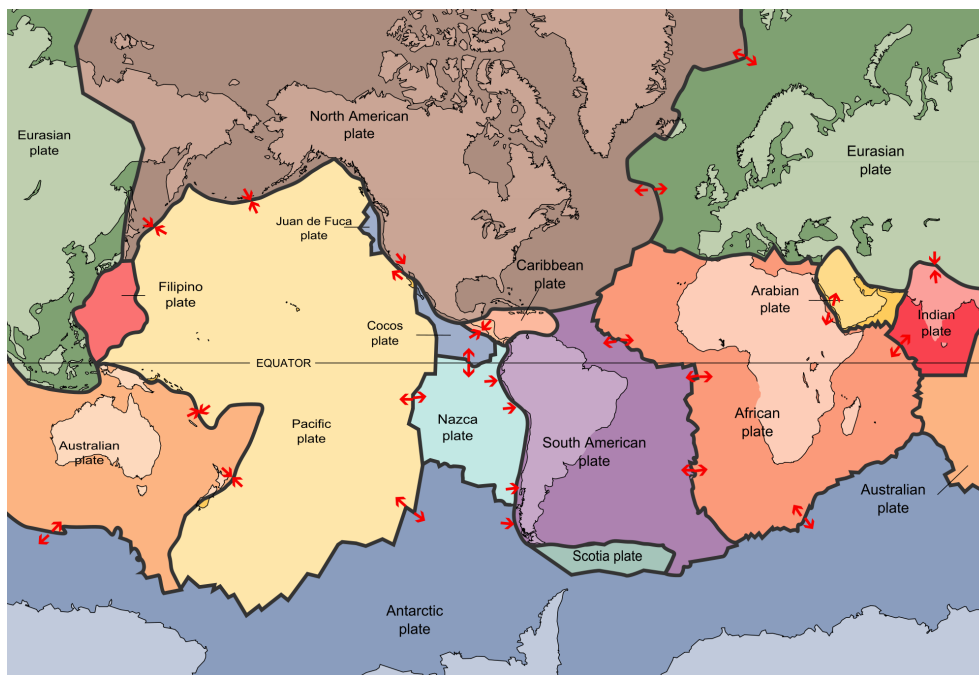 North American
plate
Eurasian
plate
Eurasian
plate
Juan de Fuca
plate
Caribbean
plate
Filipino
plate
Arabian
plate
Indian
plate
Cocos
plate
EQUATOR
Pacific
plate
Nazca
plate
African
plate
Australian
plate
South American
plate
Australian
plate
Scotia plate
Antarctic
plate